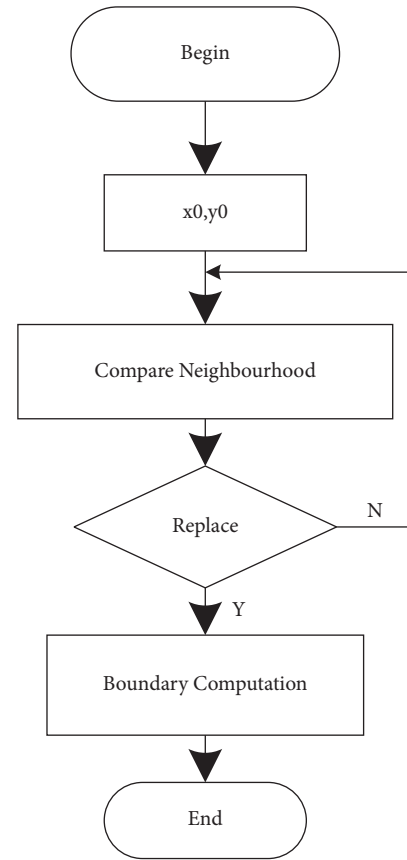 Begin
x0,y0
Compare Neighbourhood
Replace
N
Y
Boundary Computation
End